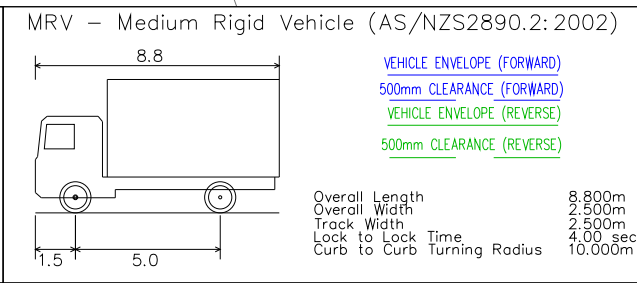 MRV - Medium Rigid Vehicle (AS/NZS2890.2:2002)
8.8
VEHICLE ENVELOPE (FORWARD)
500mm CLEARANCE (FORWARD)
VEHICLE ENVELOPE (REVERSE)
500mm CLEARANCE (REVERSE)
Overall Length 8.800m
Overall Width 2.500m
Track Width 2.500m
Lock to Lock Time 4.00 sec
Curb to Curb Turning Radius 10.000m
1.5 5.0